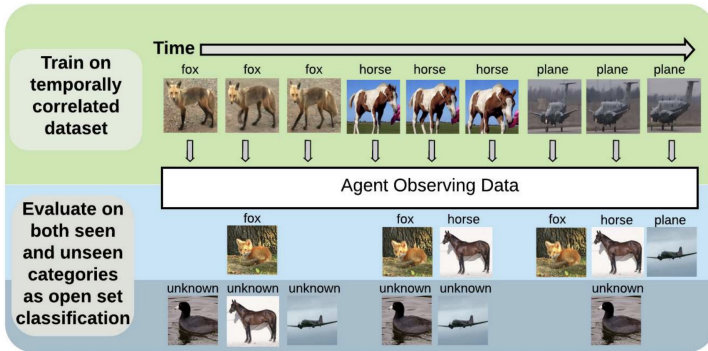 Time
Train on
temporally
correlated
dataset
fox fox fox horse horse horse plane plane plane
Agent Observing Data
Evaluate on
both seen
and unseen
categories
as open set
classification
fox fox horse fox horse plane
unknown unknown unknown unknown unknown unknown